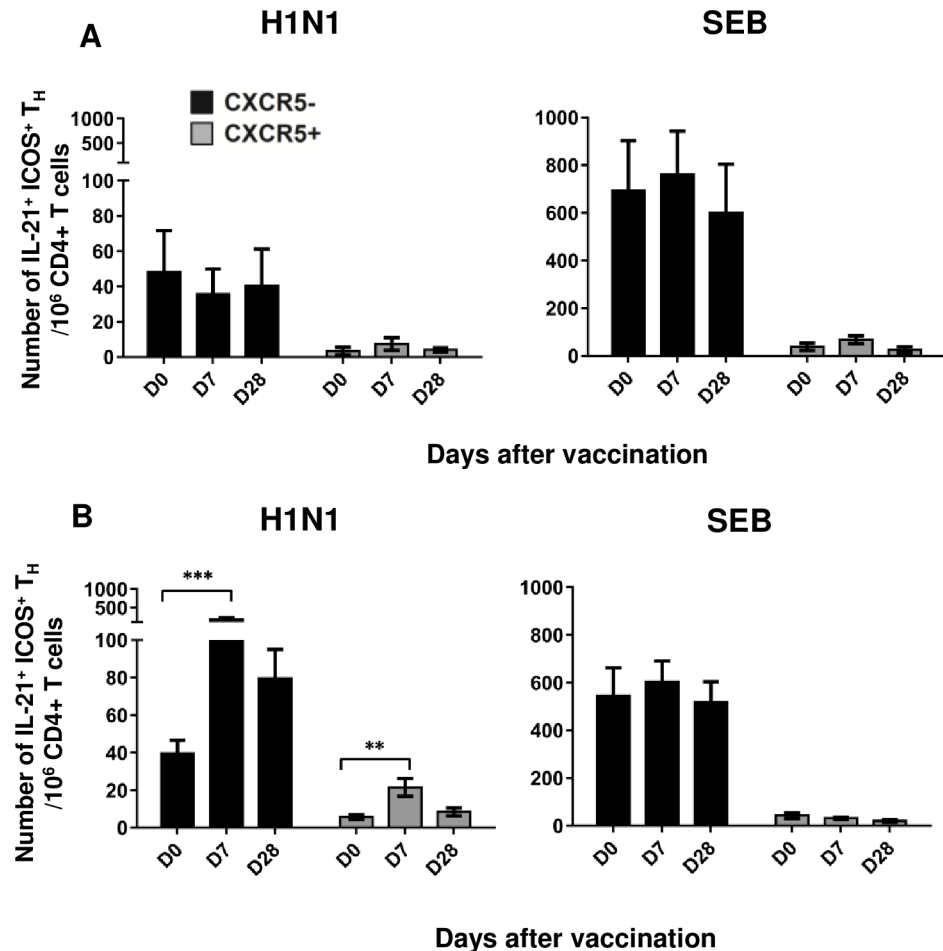 A
H1N1
SEB
CXCR5-
CXCR5+
Number of IL-21⁺ ICOS⁺ T_H
/10⁶ CD4+ T cells
1000
500
100
80
60
40
20
0
D0 D7 D28 D0 D7 D28
1000
800
600
400
200
0
D0 D7 D28 D0 D7 D28
Days after vaccination
B
H1N1
SEB
Number of IL-21⁺ ICOS⁺ T_H
/10⁶ CD4+ T cells
1000
500
100
80
60
40
20
0
***
**
D0 D7 D28 D0 D7 D28
1000
800
600
400
200
0
D0 D7 D28 D0 D7 D28
Days after vaccination